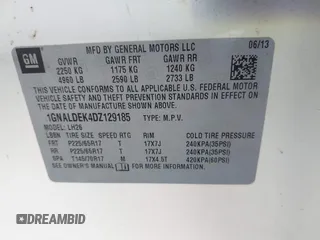 GM
MFD BY GENERAL MOTORS LLC
06/13
GVWR GAWR FRT GAWR RR
2250 KG 1175 KG 1240 KG
4960 LB 2590 LB 2733 LB
THIS VEHICLE CONFORMS TO ALL APPLICABLE U.S. FEDERAL MOTOR VEHICLE SAFETY, BUMPER, AND THEFT PREVENTION STANDARDS IN EFFECT ON THE DATE OF MANUFACTURE SHOWN ABOVE.
1GNALDEK4DZ129185 TYPE: M.P.V.
MODEL: LH26
TIRE SIZE SPEED RTG RIM COLD TIRE PRESSURE
FRT P225/65R17 T 17X7J 240KPA(35PSI)
RR P225/65R17 T 17X7J 240KPA(35PSI)
SPA T145/70R17 M 17X4.5T 420KPA(60PSI)
SEE OWNER'S MANUAL FOR ADDITIONAL INFORMATION.
DREAMBID